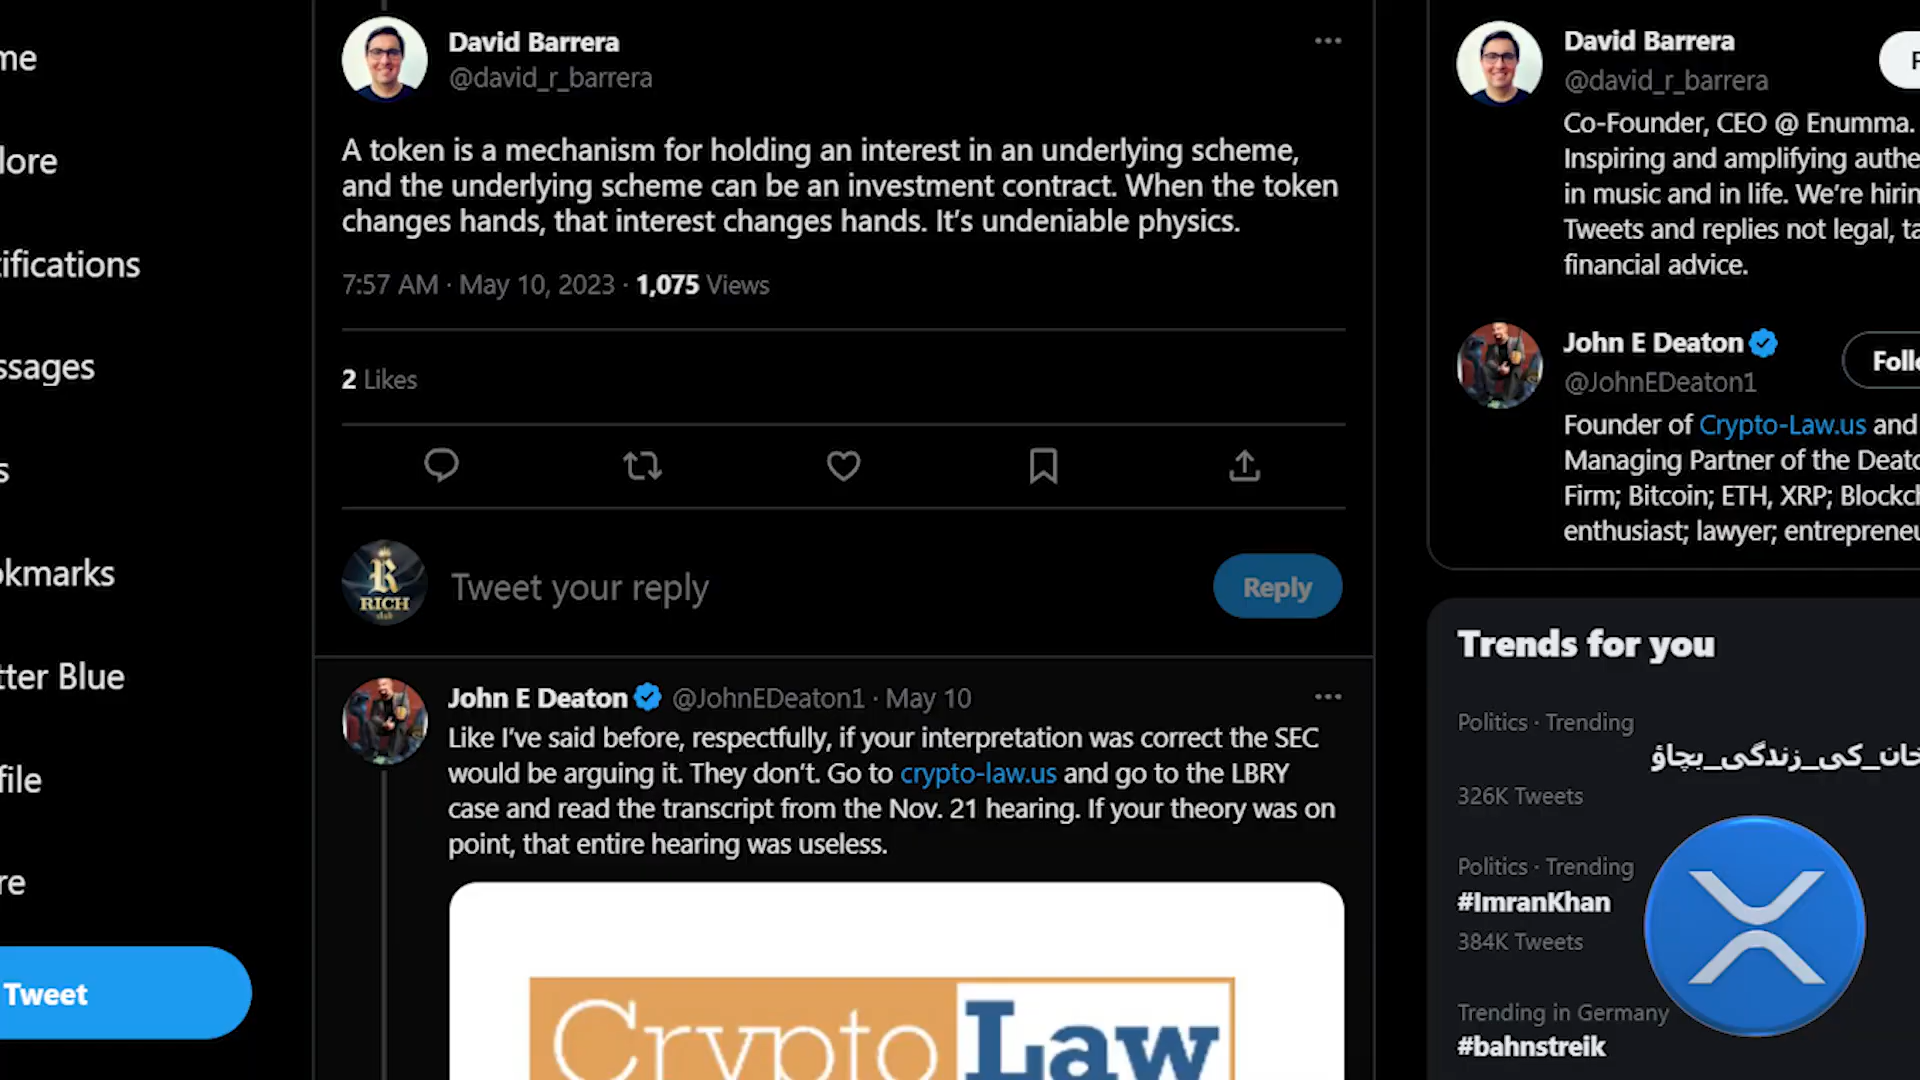 me
lore
tifications
ssages
s
okmarks
tter Blue
file
re
Tweet
David Barrera
@david_r_barrera
A token is a mechanism for holding an interest in an underlying scheme,
and the underlying scheme can be an investment contract. When the token
changes hands, that interest changes hands. It's undeniable physics.
7:57 AM · May 10, 2023 · 1,075 Views
2 Likes
RICH
club
Tweet your reply
Reply
John E Deaton @JohnEDeaton1 · May 10
Like I've said before, respectfully, if your interpretation was correct the SEC
would be arguing it. They don't. Go to crypto-law.us and go to the LBRY
case and read the transcript from the Nov. 21 hearing. If your theory was on
point, that entire hearing was useless.
Crypto Law
David Barrera
@david_r_barrera
F
Co-Founder, CEO @ Enumma.
Inspiring and amplifying authe
in music and in life. We're hirin
Tweets and replies not legal, ta
financial advice.
John E Deaton
@JohnEDeaton1
Follo
Founder of Crypto-Law.us and
Managing Partner of the Deato
Firm; Bitcoin; ETH, XRP; Blockch
enthusiast; lawyer; entrepreneu
Trends for you
Politics · Trending
خان_کی_زندگی_بچاؤ
326K Tweets
Politics · Trending
#ImranKhan
384K Tweets
Trending in Germany
#bahnstreik